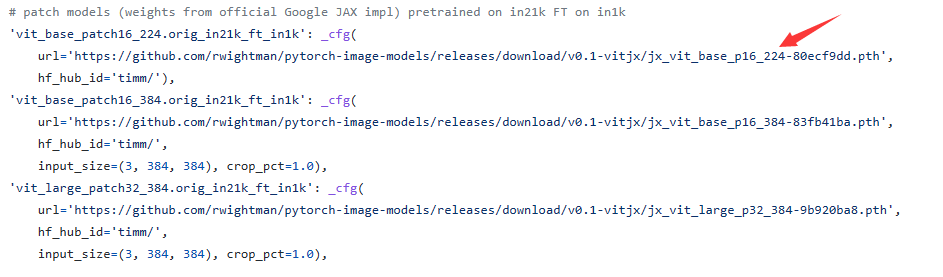 # patch models (weights from official Google JAX impl) pretrained on in21k FT on in1k
'vit_base_patch16_224.orig_in21k_ft_in1k': _cfg(
url='https://github.com/rwightman/pytorch-image-models/releases/download/v0.1-vitjx/jx_vit_base_p16_224-80ecf9dd.pth',
hf_hub_id='timm/'),
'vit_base_patch16_384.orig_in21k_ft_in1k': _cfg(
url='https://github.com/rwightman/pytorch-image-models/releases/download/v0.1-vitjx/jx_vit_base_p16_384-83fb41ba.pth',
hf_hub_id='timm/',
input_size=(3, 384, 384), crop_pct=1.0),
'vit_large_patch32_384.orig_in21k_ft_in1k': _cfg(
url='https://github.com/rwightman/pytorch-image-models/releases/download/v0.1-vitjx/jx_vit_large_p32_384-9b920ba8.pth',
hf_hub_id='timm/',
input_size=(3, 384, 384), crop_pct=1.0),